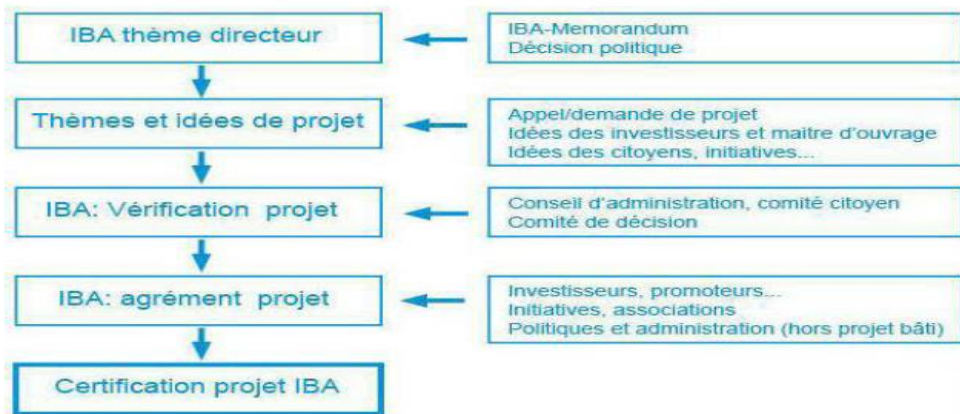 IBA thème directeur
IBA-Memorandum
Décision politique
Thèmes et idées de projet
Appel/demande de projet
Idées des investisseurs et maitre d'ouvrage
Idées des citoyens, initiatives...
IBA: Vérification projet
Conseil d'administration, comité citoyen
Comité de décision
IBA: agrément projet
Investisseurs, promoteurs...
Initiatives, associations
Politiques et administration (hors projet bâti)
Certification projet IBA